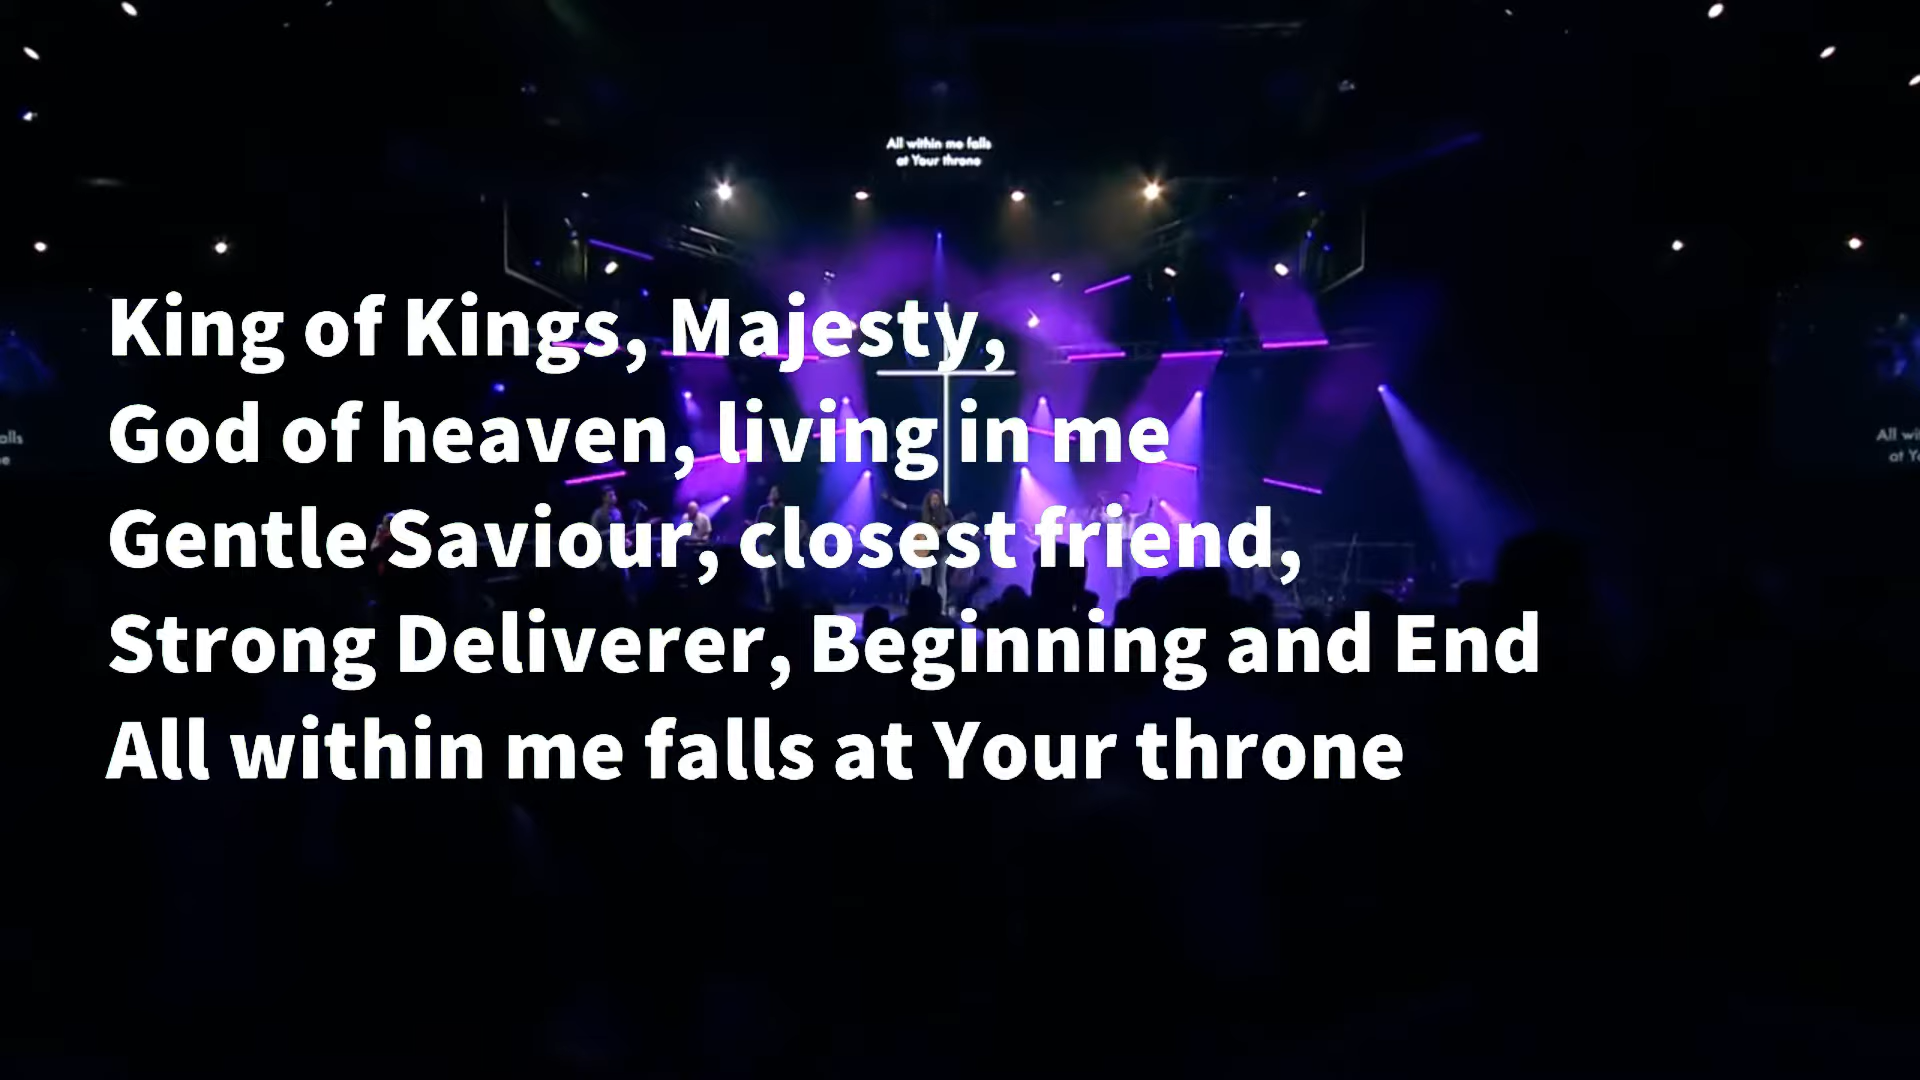 All within me falls
at Your throne
King of Kings, Majesty,
God of heaven, living in me
Gentle Saviour, closest friend,
Strong Deliverer, Beginning and End
All within me falls at Your throne